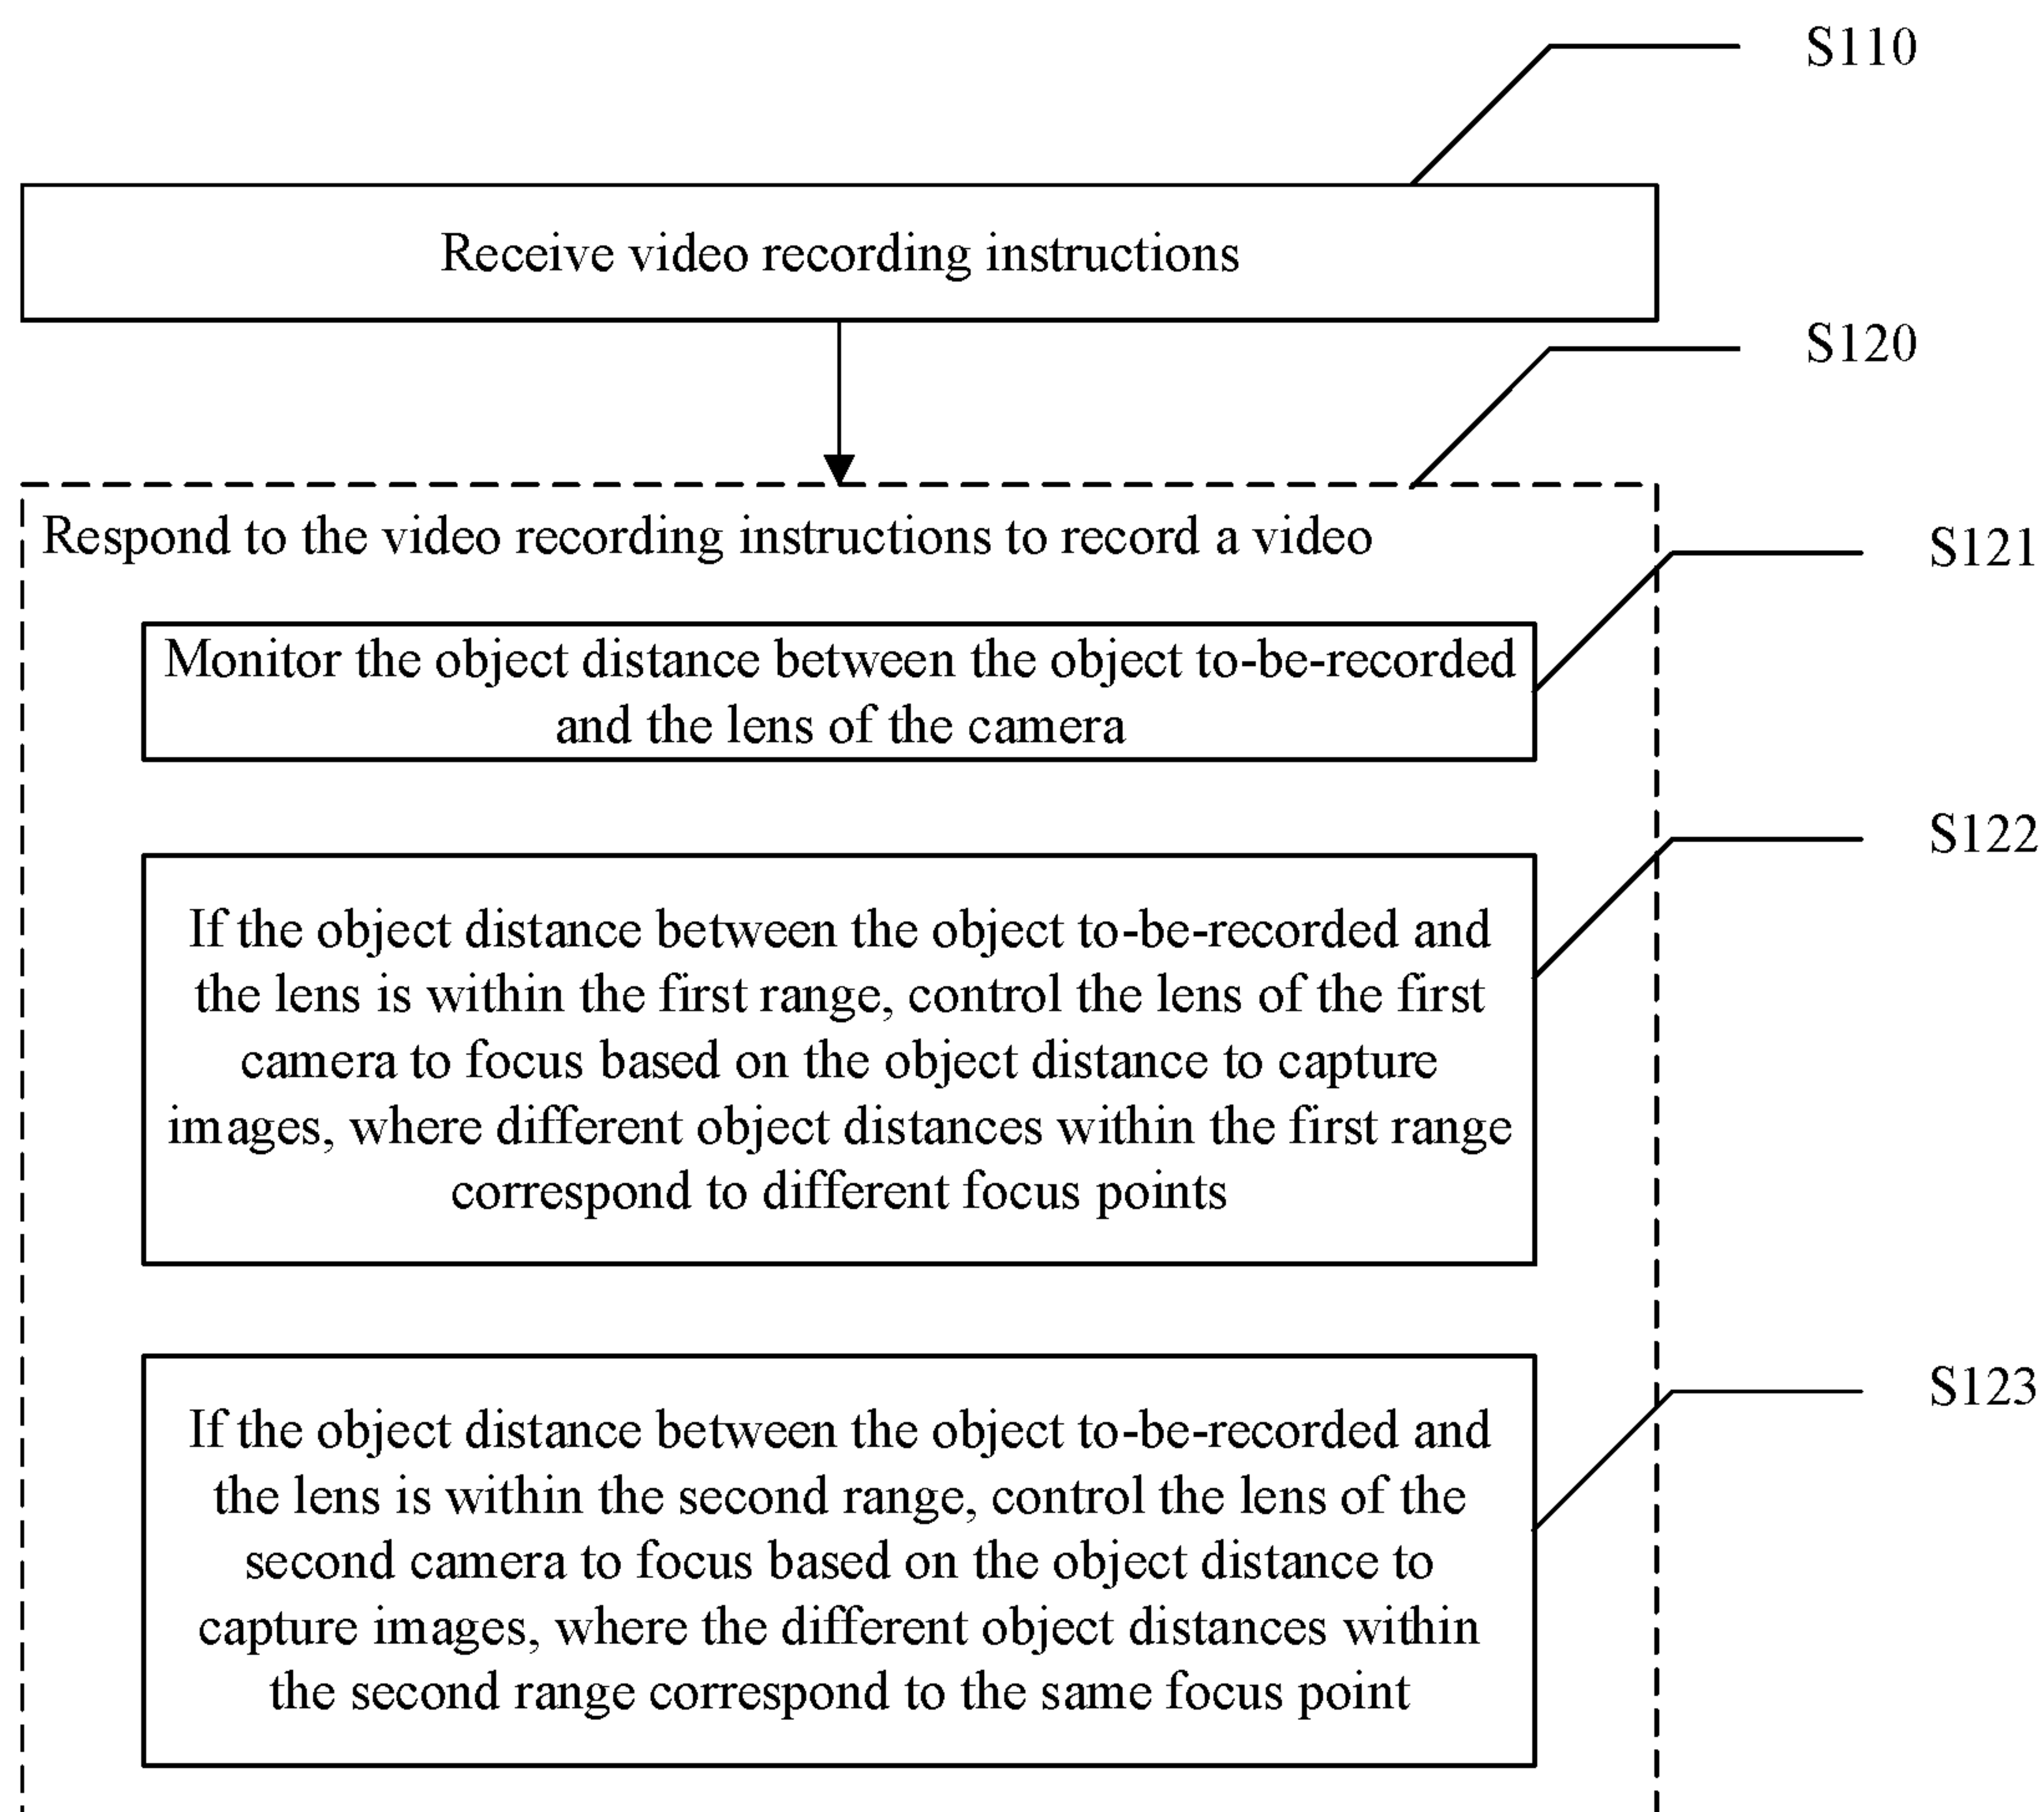 S110
Receive video recording instructions
S120
Respond to the video recording instructions to record a video
S121
Monitor the object distance between the object to-be-recorded
and the lens of the camera
S122
If the object distance between the object to-be-recorded and
the lens is within the first range, control the lens of the first
camera to focus based on the object distance to capture
images, where different object distances within the first range
correspond to different focus points
S123
If the object distance between the object to-be-recorded and
the lens is within the second range, control the lens of the
second camera to focus based on the object distance to
capture images, where the different object distances within
the second range correspond to the same focus point